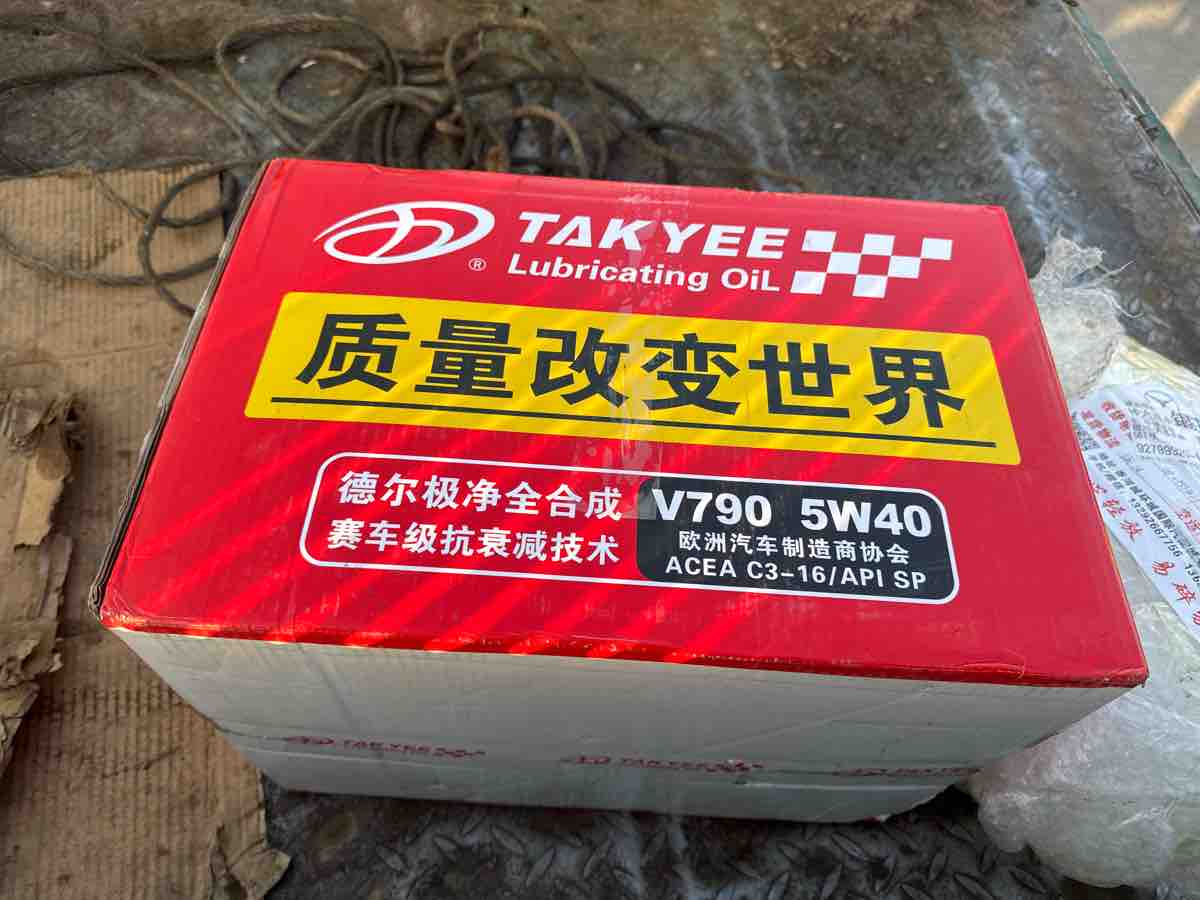 TAKYEE
®
Lubricating OiL
质量改变世界
德尔极净全合成
赛车级抗衰减技术
V790 5W40
欧洲汽车制造商协会
ACEA C3-16/API SP
TAKYEE
TAKYEE